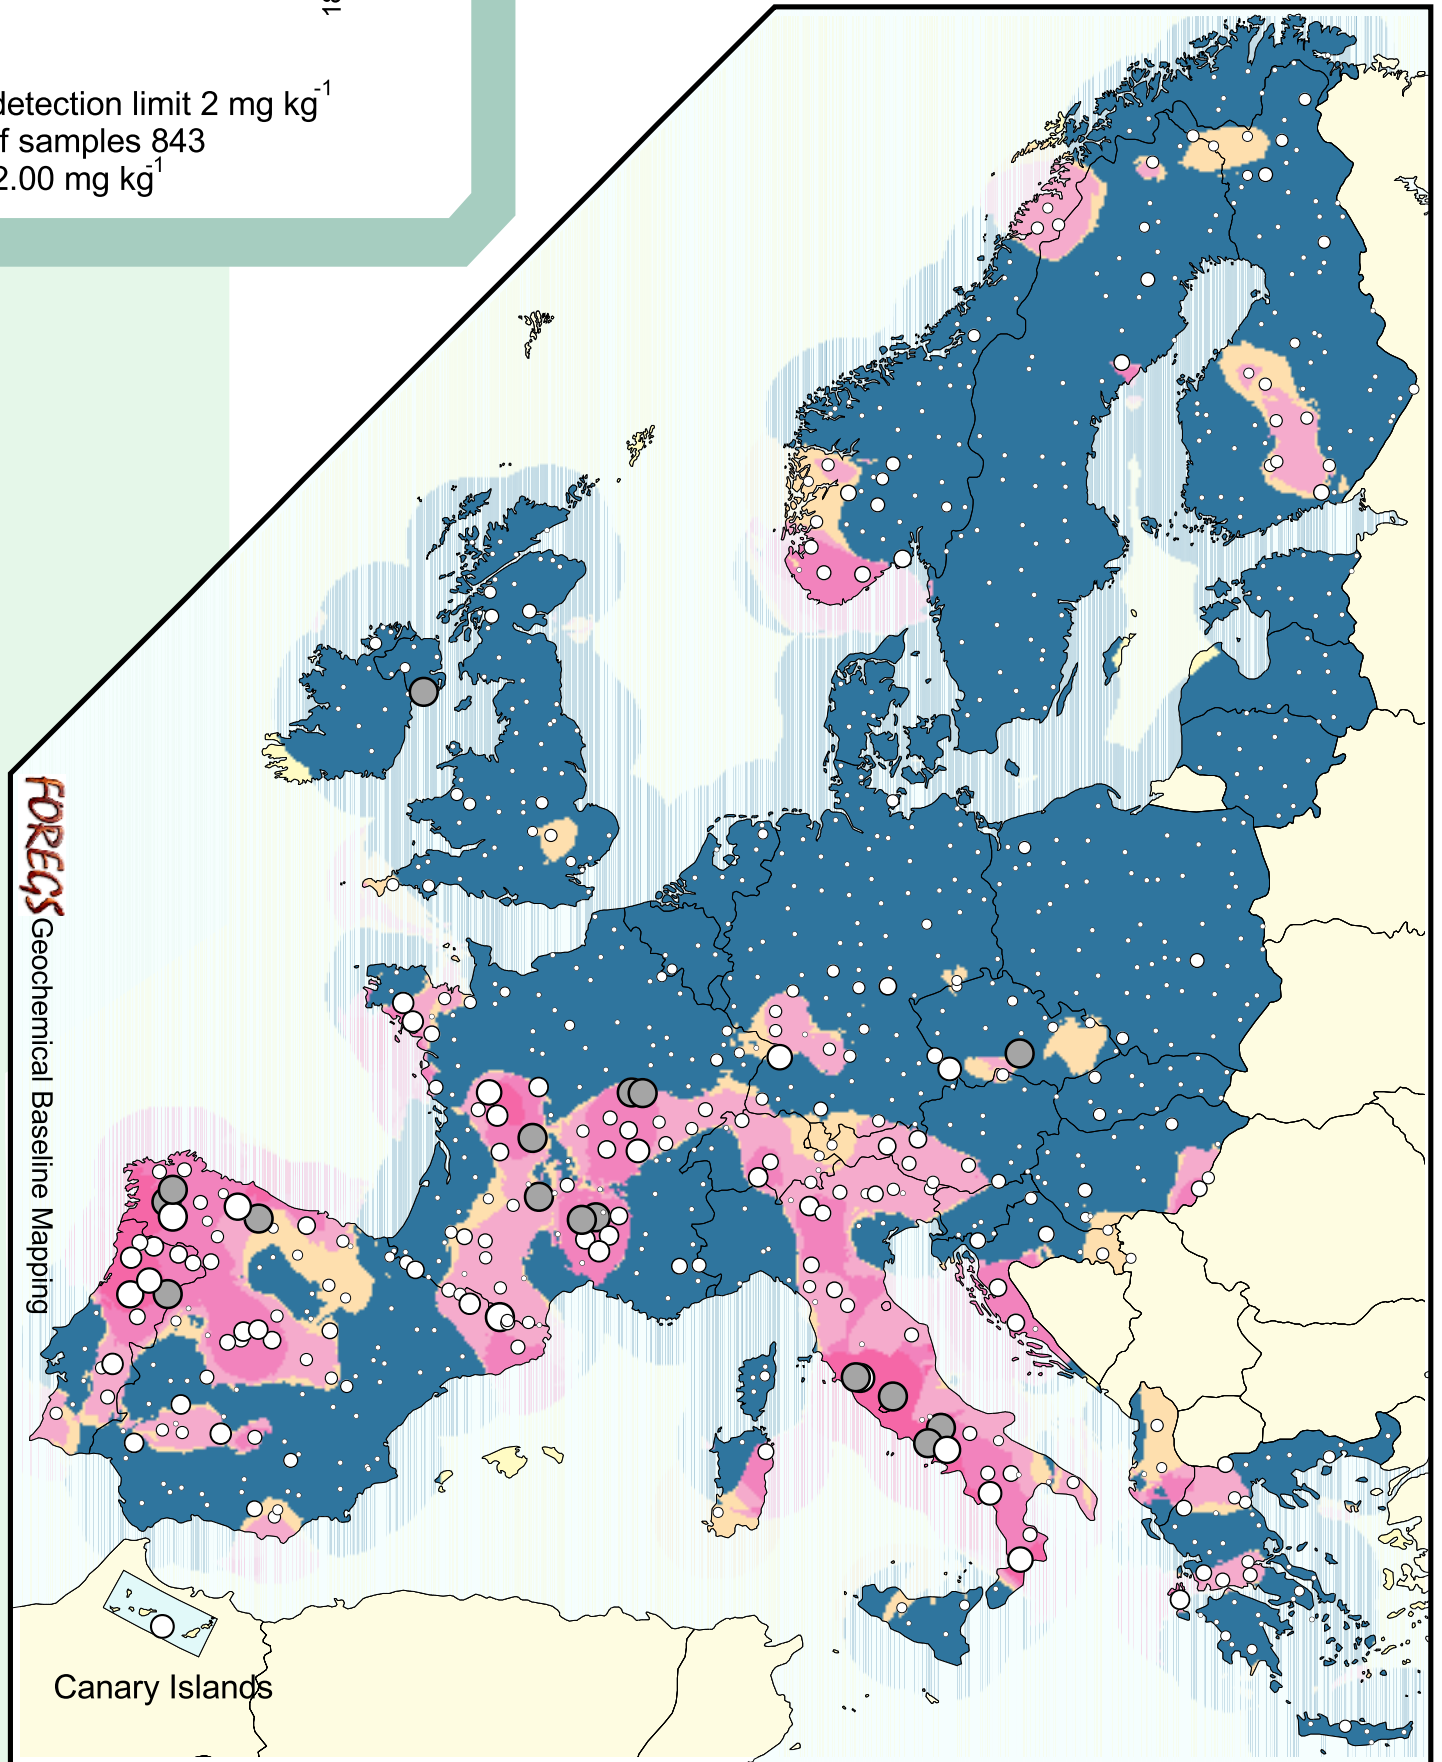 detection limit 2 mg kg-1
f samples 843
2.00 mg kg-1
FOREGS Geochemical Baseline Mapping
Canary Islands